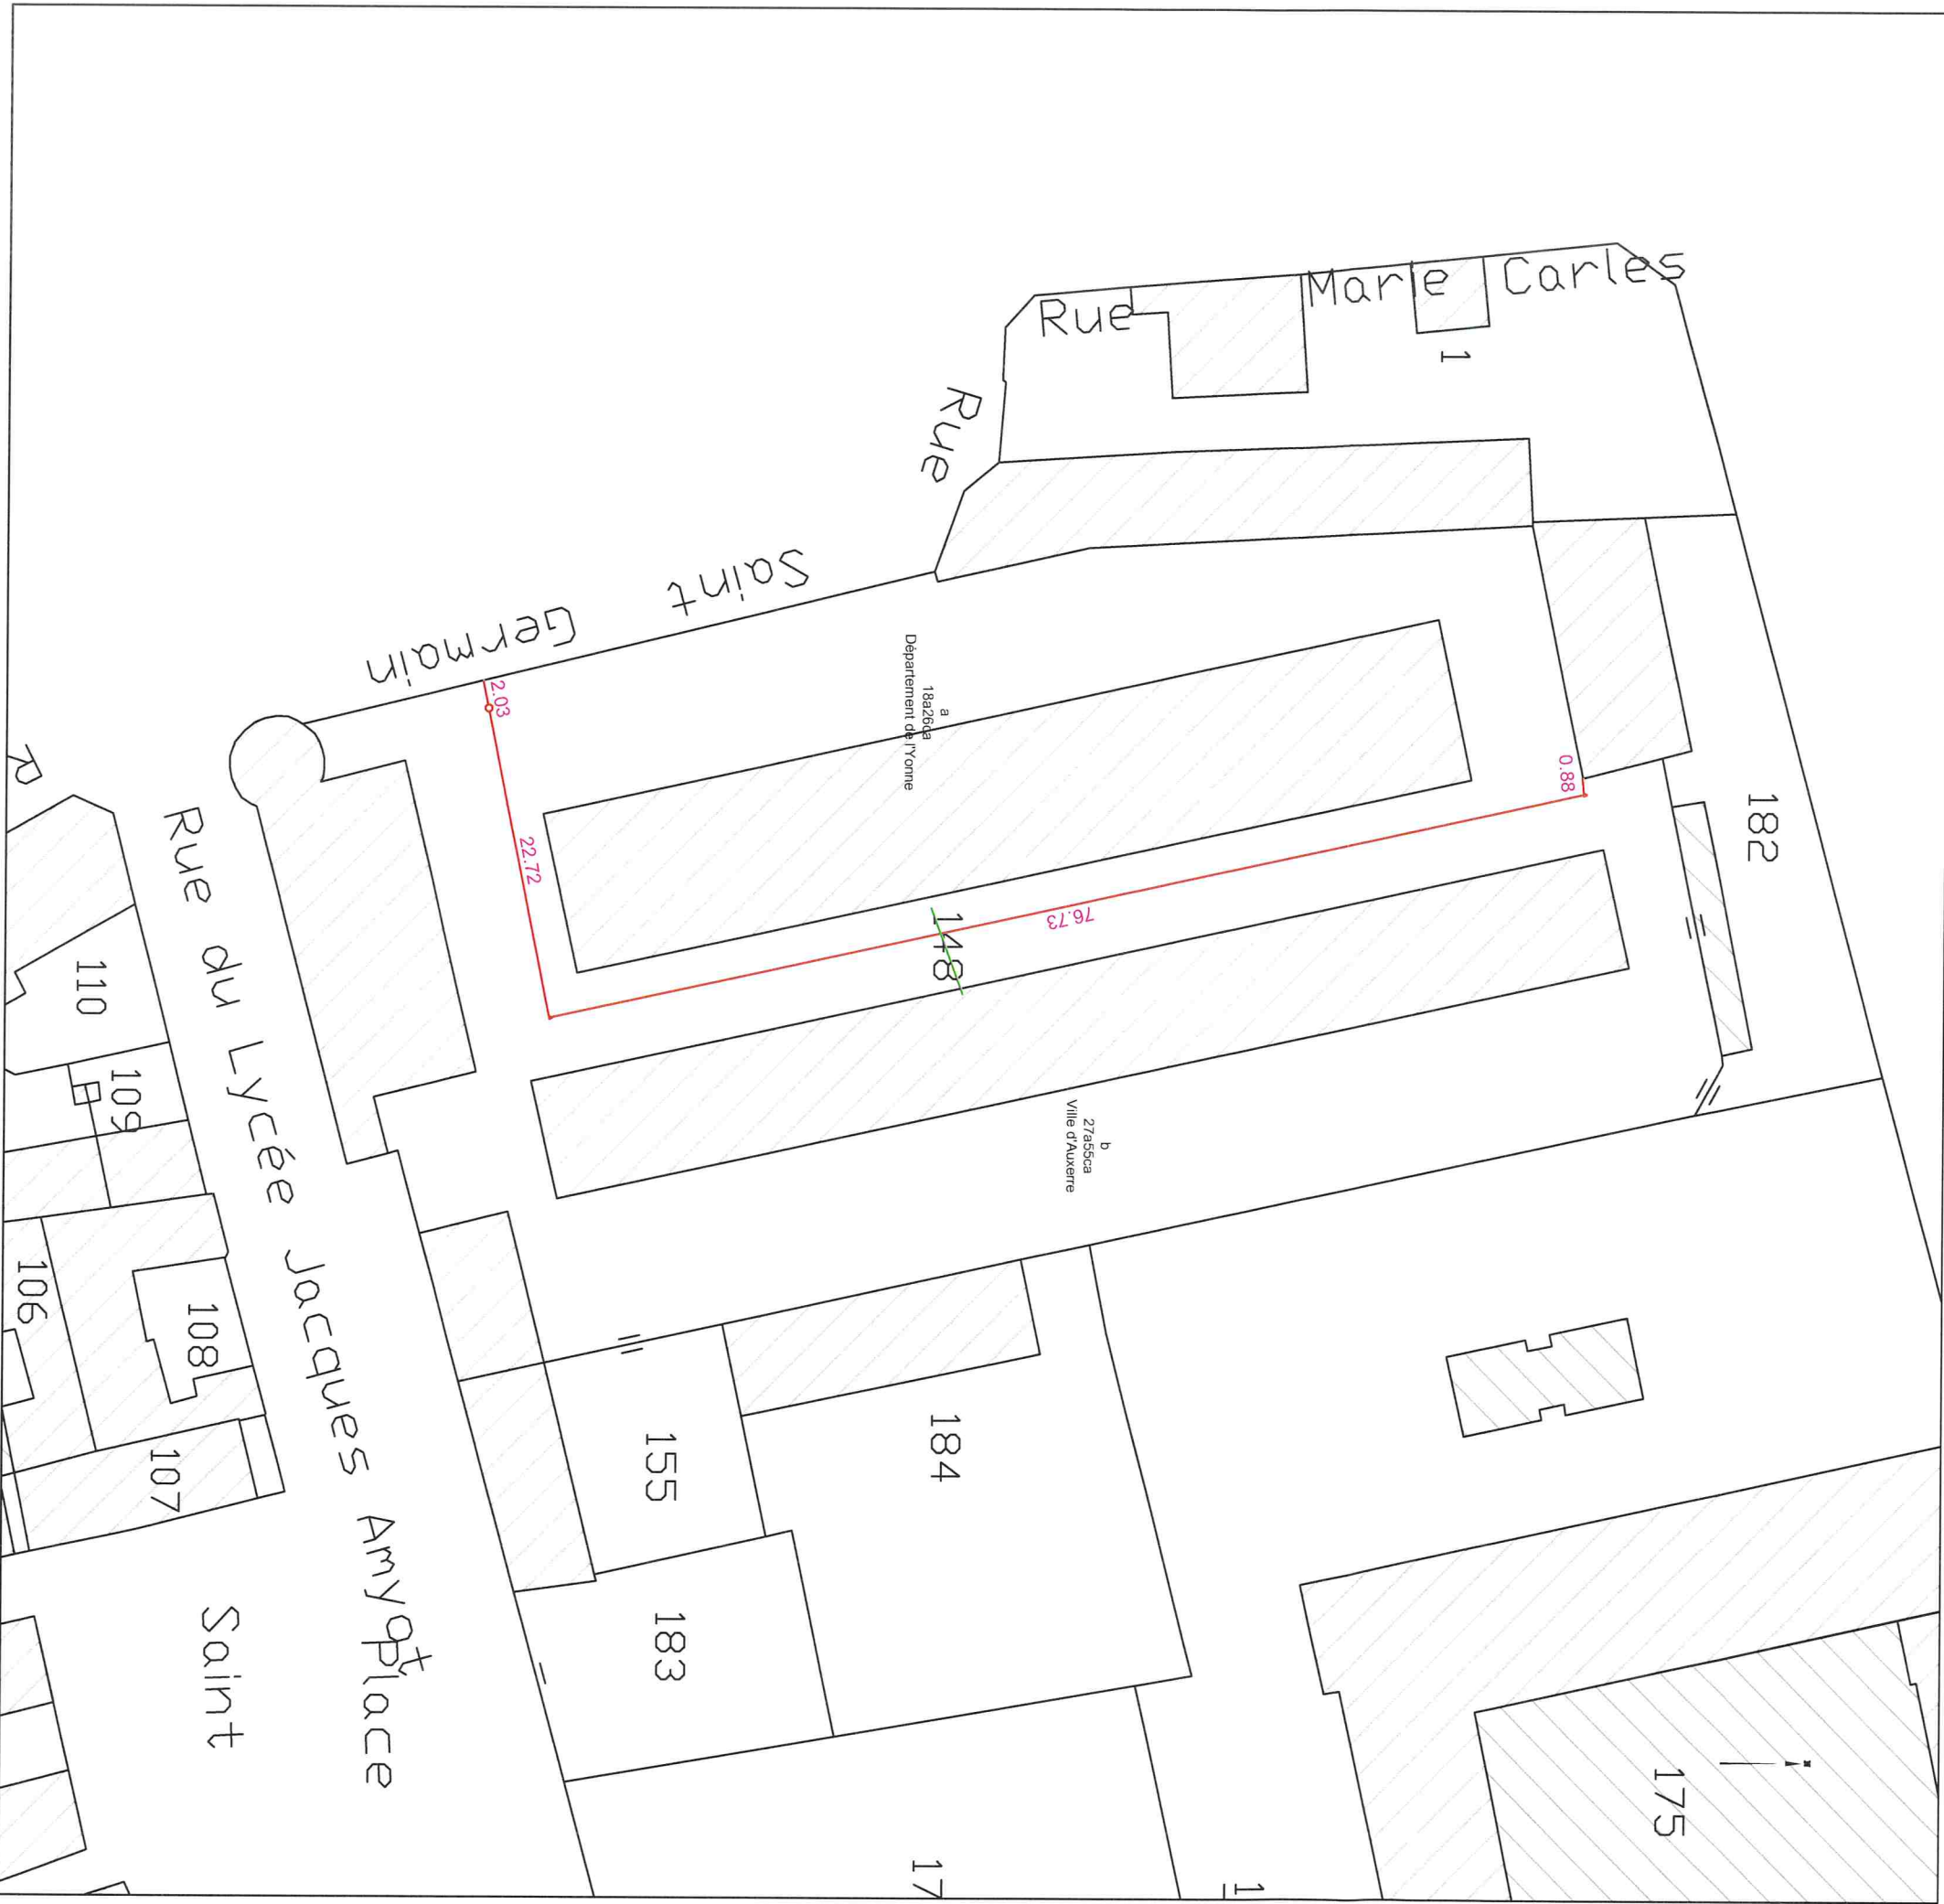 Rue Marie Carles
1
Rue
Saint
Germain
2.03
a
18a26ca
Département de l'Yonne
0.88
22.72
182
76.73
148
R
Rue du Lycée Jacques Amyot
110
109
b
27a55ca
Ville d'Auxerre
106
108
107
155
184
183
Place
Saint
175
17
1